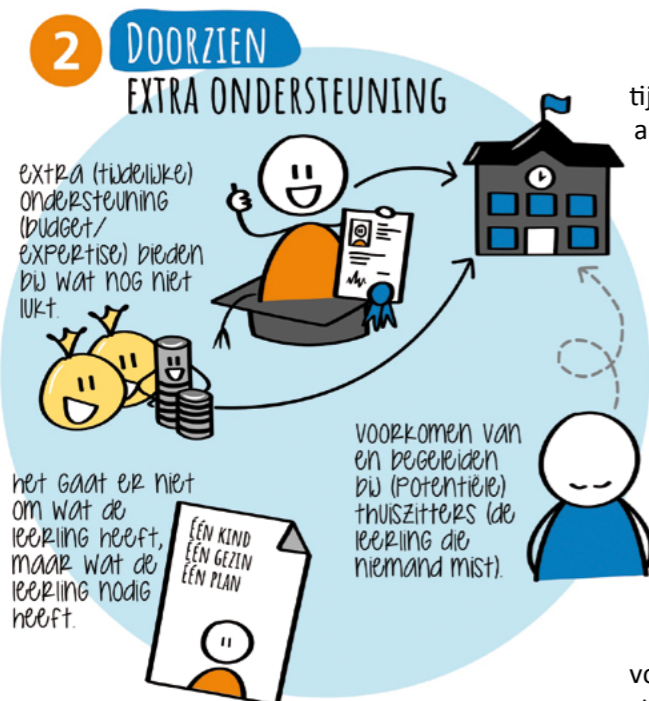 2 DOORZIEN
EXTRA ONDERSTEUNING
extra (tijdelijke)
ondersteuning
(budget/
expertise) bieden
bij wat nog niet
lukt.
het gaat er niet
om wat de
leerling heeft,
maar wat de
leerling nodig
heeft.
ÉÉN KIND
ÉÉN GEZIN
ÉÉN PLAN
voorkomen van
en begeleiden
bij (potentiële)
thuiszitters (de
leerling die
niemand mist).
tij
a
vo